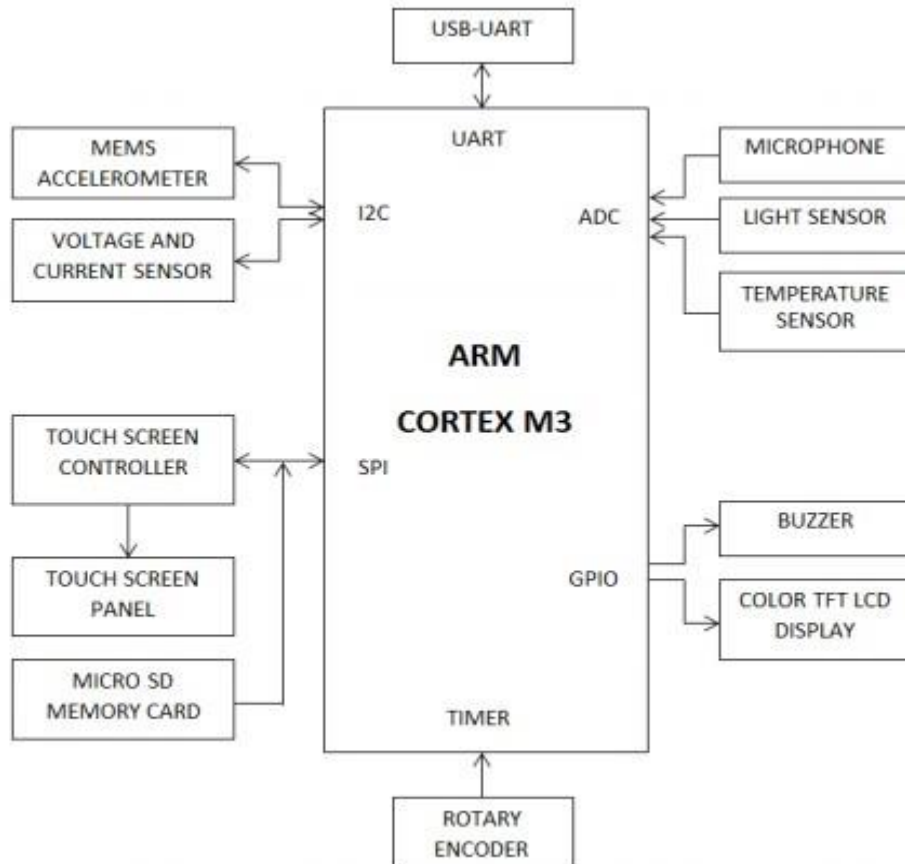 USB-UART
UART
MEMS
ACCELEROMETER
VOLTAGE AND
CURRENT SENSOR
I2C
ADC
MICROPHONE
LIGHT SENSOR
TEMPERATURE
SENSOR
ARM
CORTEX M3
TOUCH SCREEN
CONTROLLER
SPI
TOUCH SCREEN
PANEL
MICRO SD
MEMORY CARD
GPIO
BUZZER
COLOR TFT LCD
DISPLAY
TIMER
ROTARY
ENCODER